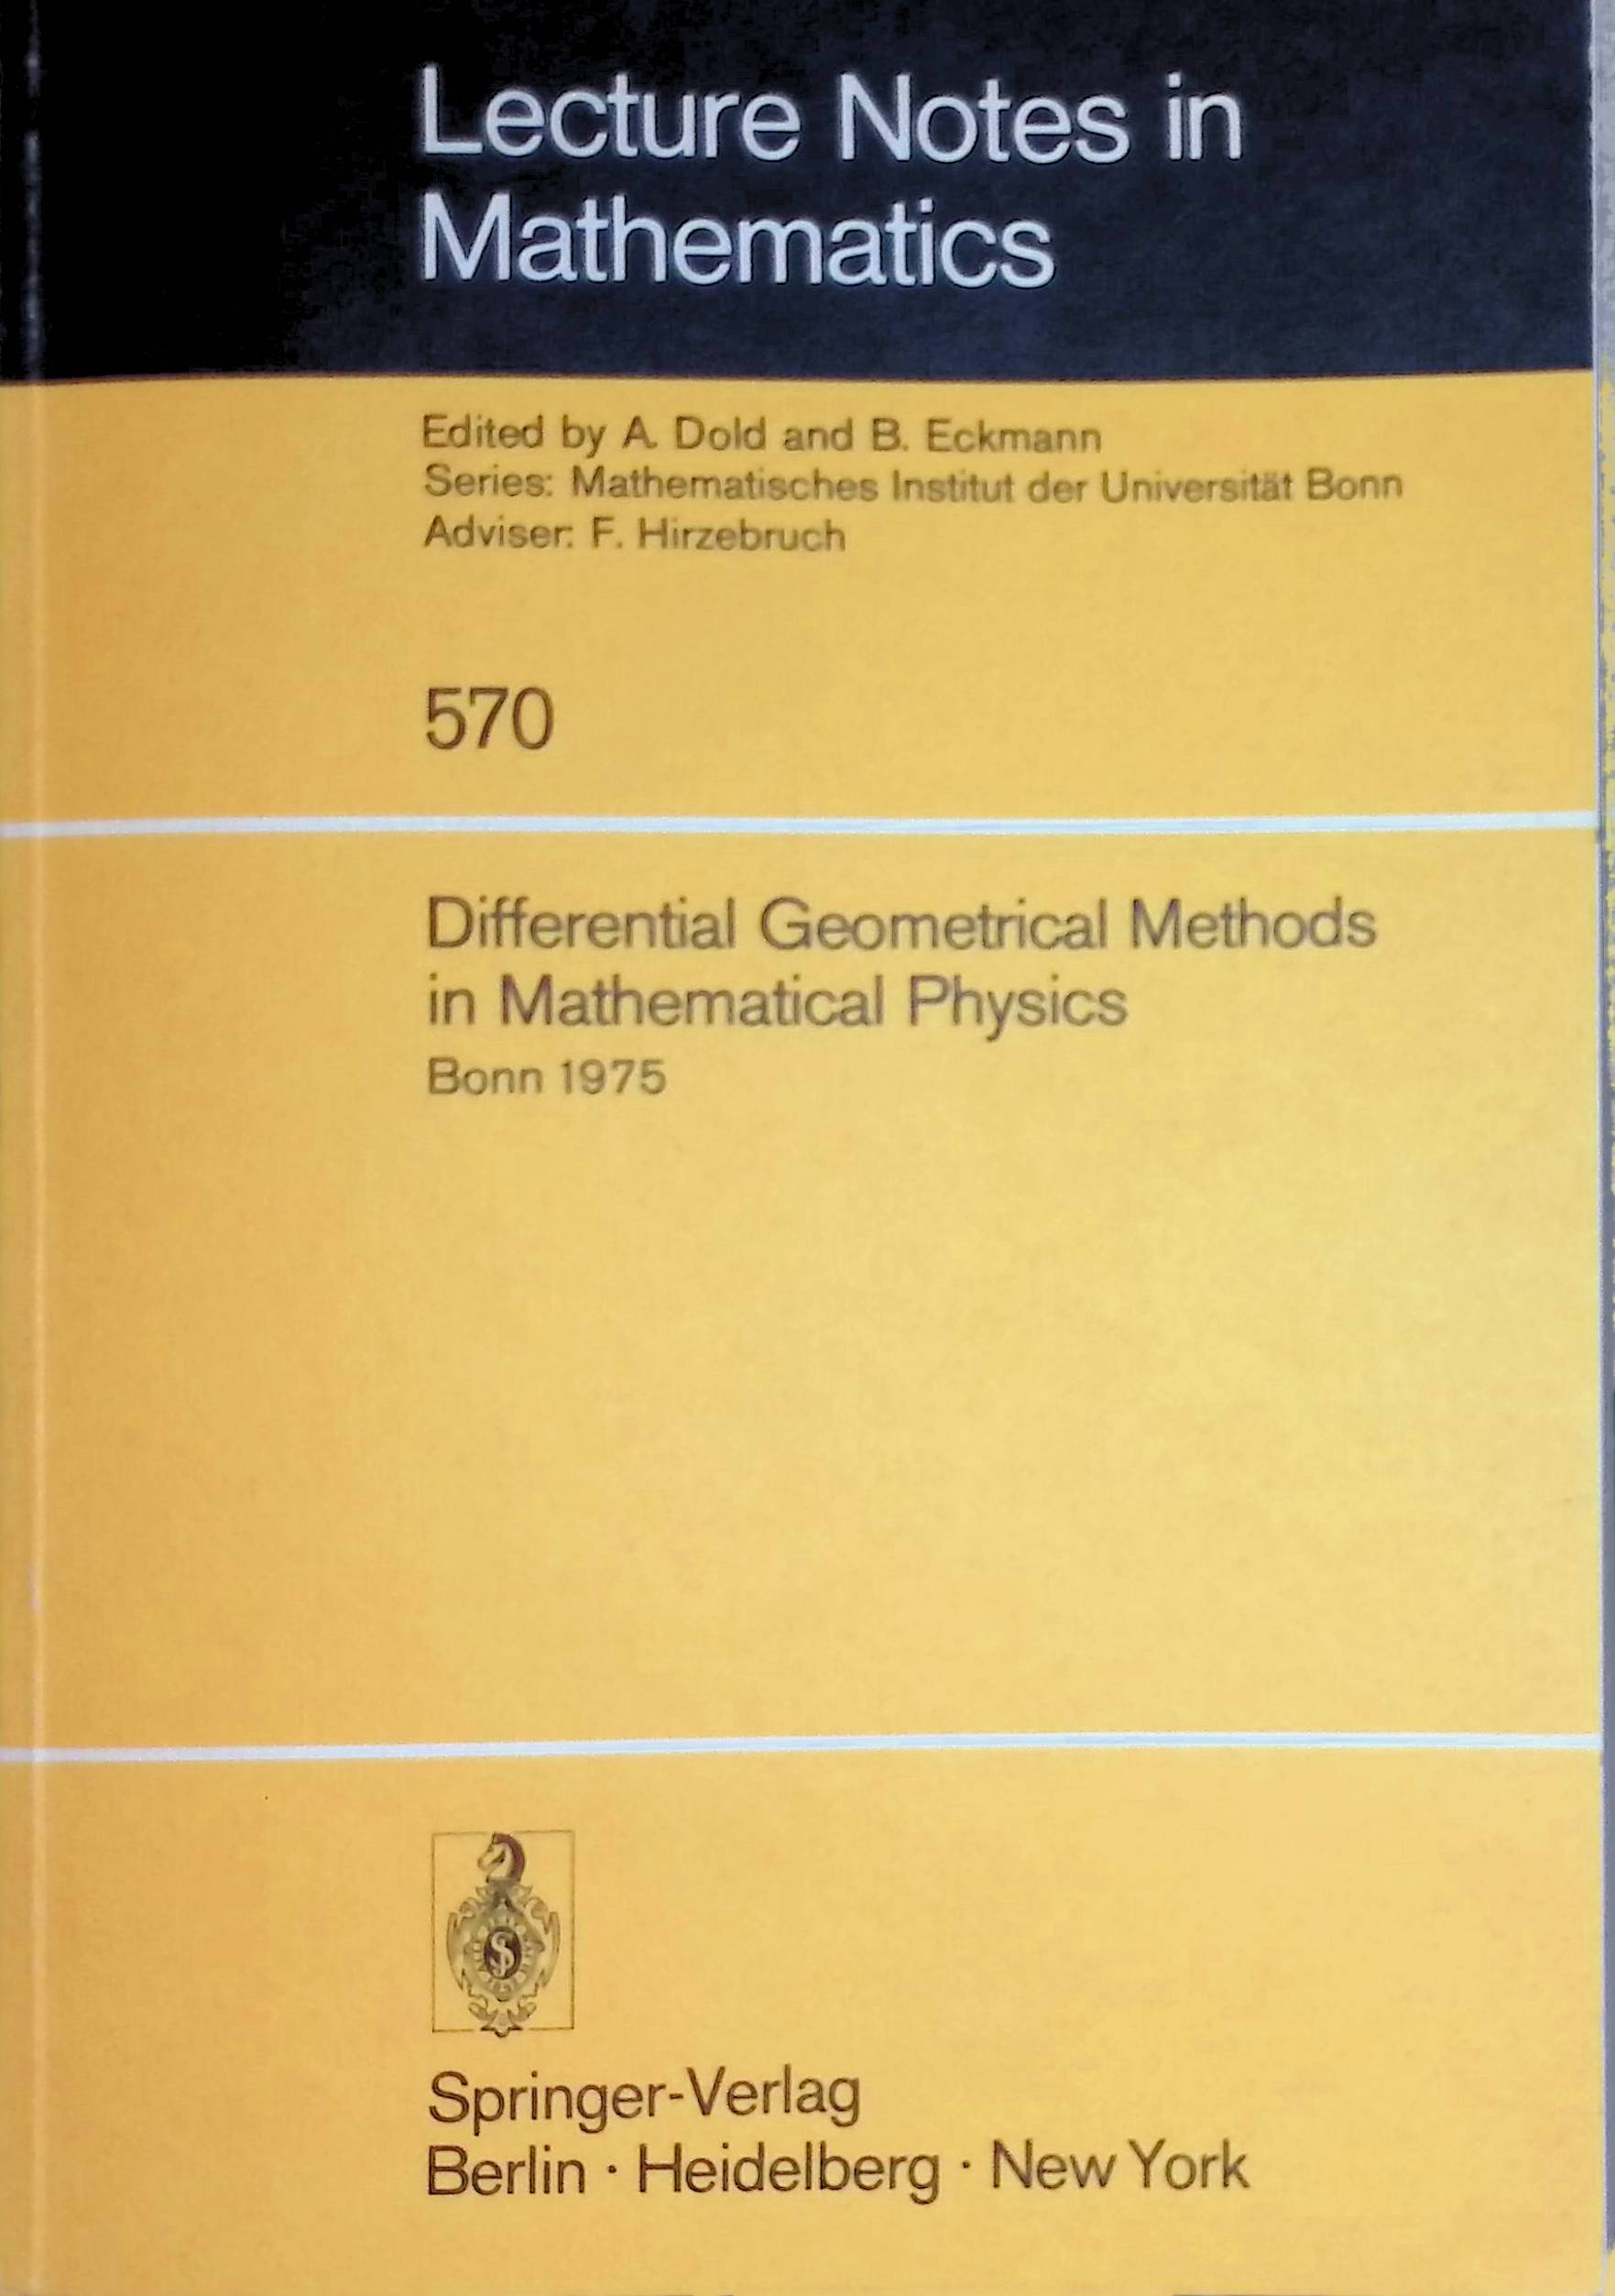 Lecture Notes in
Mathematics
Edited by A. Dold and B. Eckmann
Series: Mathematisches Institut der Universität Bonn
Adviser: F. Hirzebruch
570
Differential Geometrical Methods
in Mathematical Physics
Bonn 1975
Springer-Verlag
Berlin · Heidelberg · New York